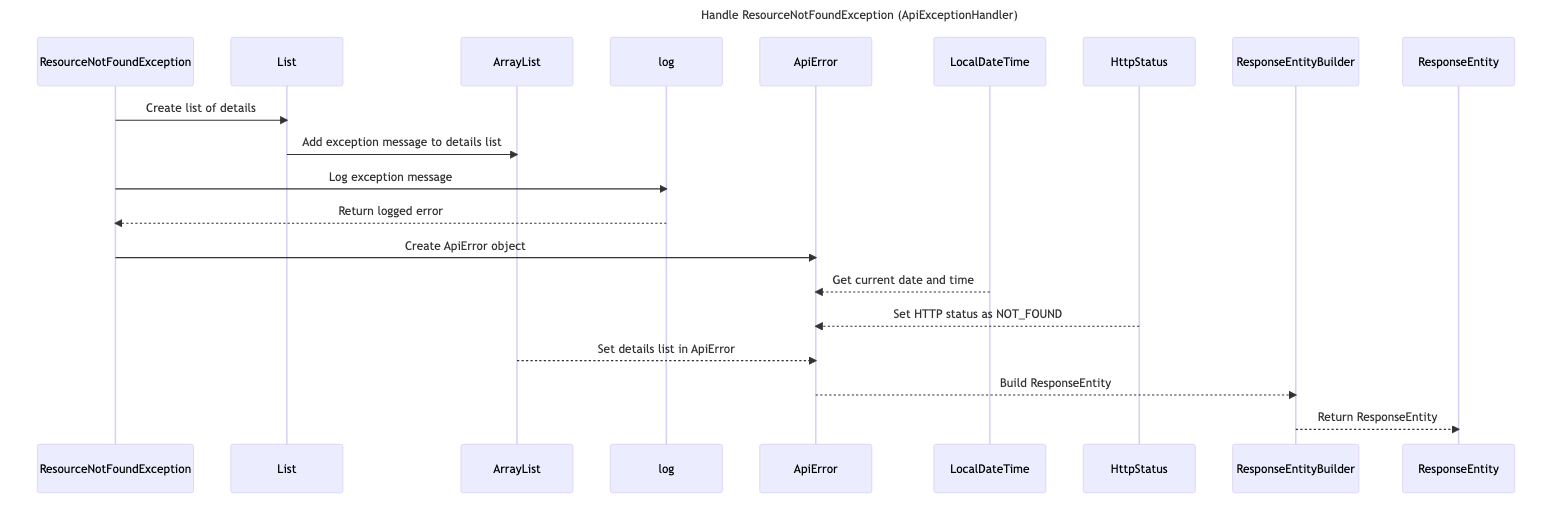 Handle ResourceNotFoundException (ApiExceptionHandler)
ResourceNotFoundException
List
ArrayList
log
ApiError
LocalDateTime
HttpStatus
ResponseEntityBuilder
ResponseEntity
Create list of details
Add exception message to details list
Log exception message
Return logged error
Create ApiError object
Get current date and time
Set HTTP status as NOT_FOUND
Set details list in ApiError
Build ResponseEntity
Return ResponseEntity
ResourceNotFoundException
List
ArrayList
log
ApiError
LocalDateTime
HttpStatus
ResponseEntityBuilder
ResponseEntity